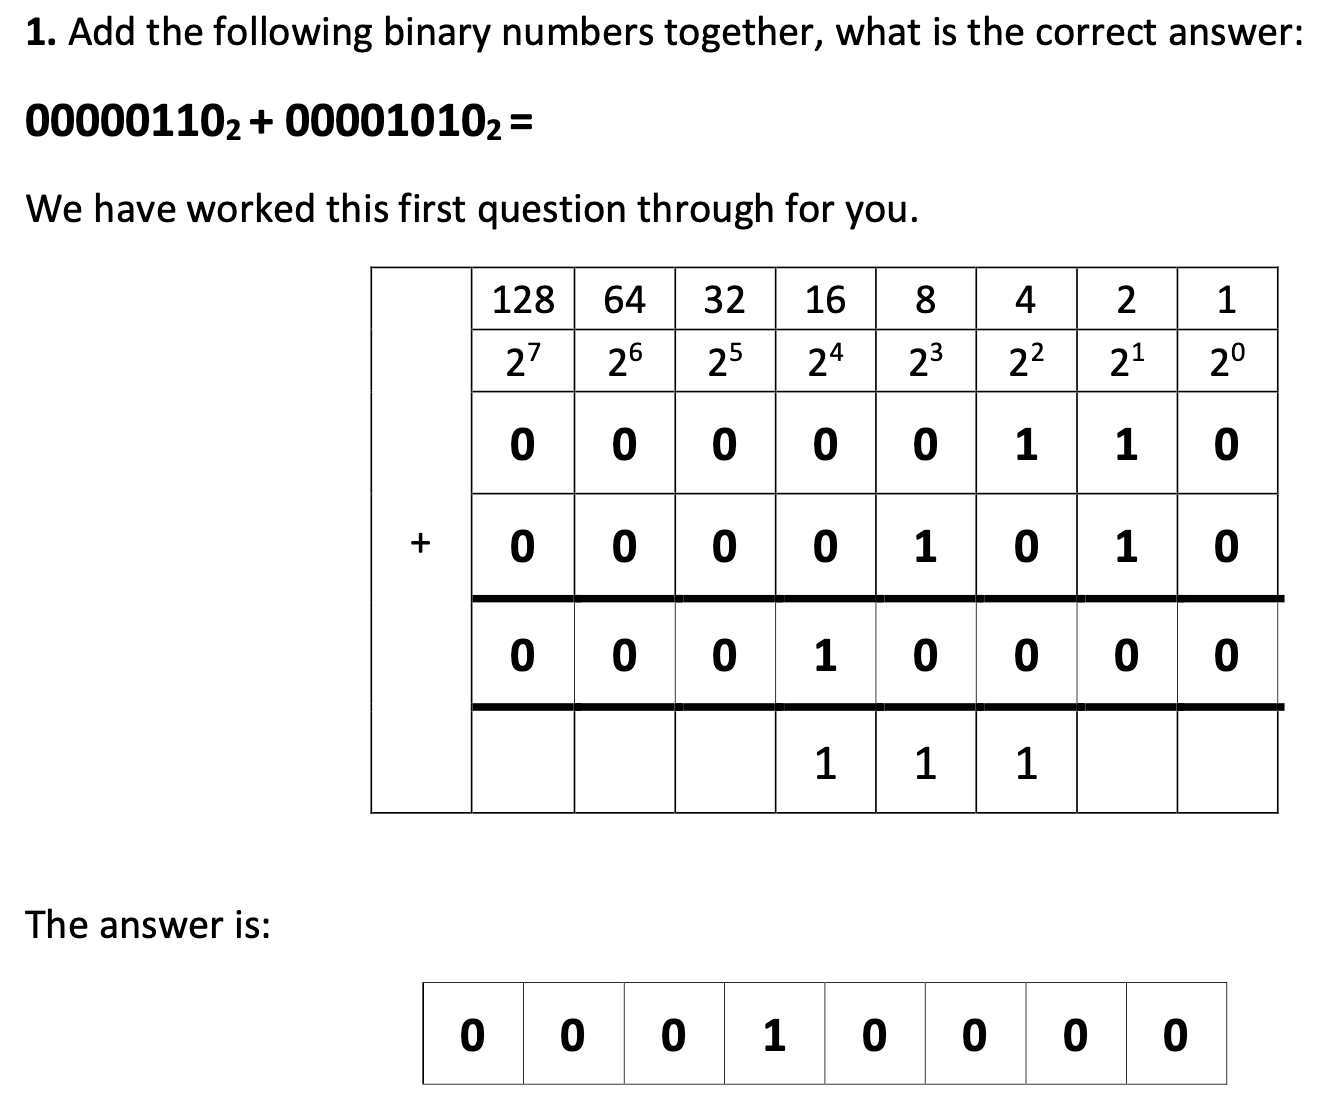 1. Add the following binary numbers together, what is the correct answer:
00000110₂ + 00001010₂ =
We have worked this first question through for you.
128 64 32 16 8 4 2 1
2⁷ 2⁶ 2⁵ 2⁴ 2³ 2² 2¹ 2⁰
0 0 0 0 0 1 1 0
+ 0 0 0 0 1 0 1 0
0 0 0 1 0 0 0 0
1 1 1
The answer is:
0 0 0 1 0 0 0 0